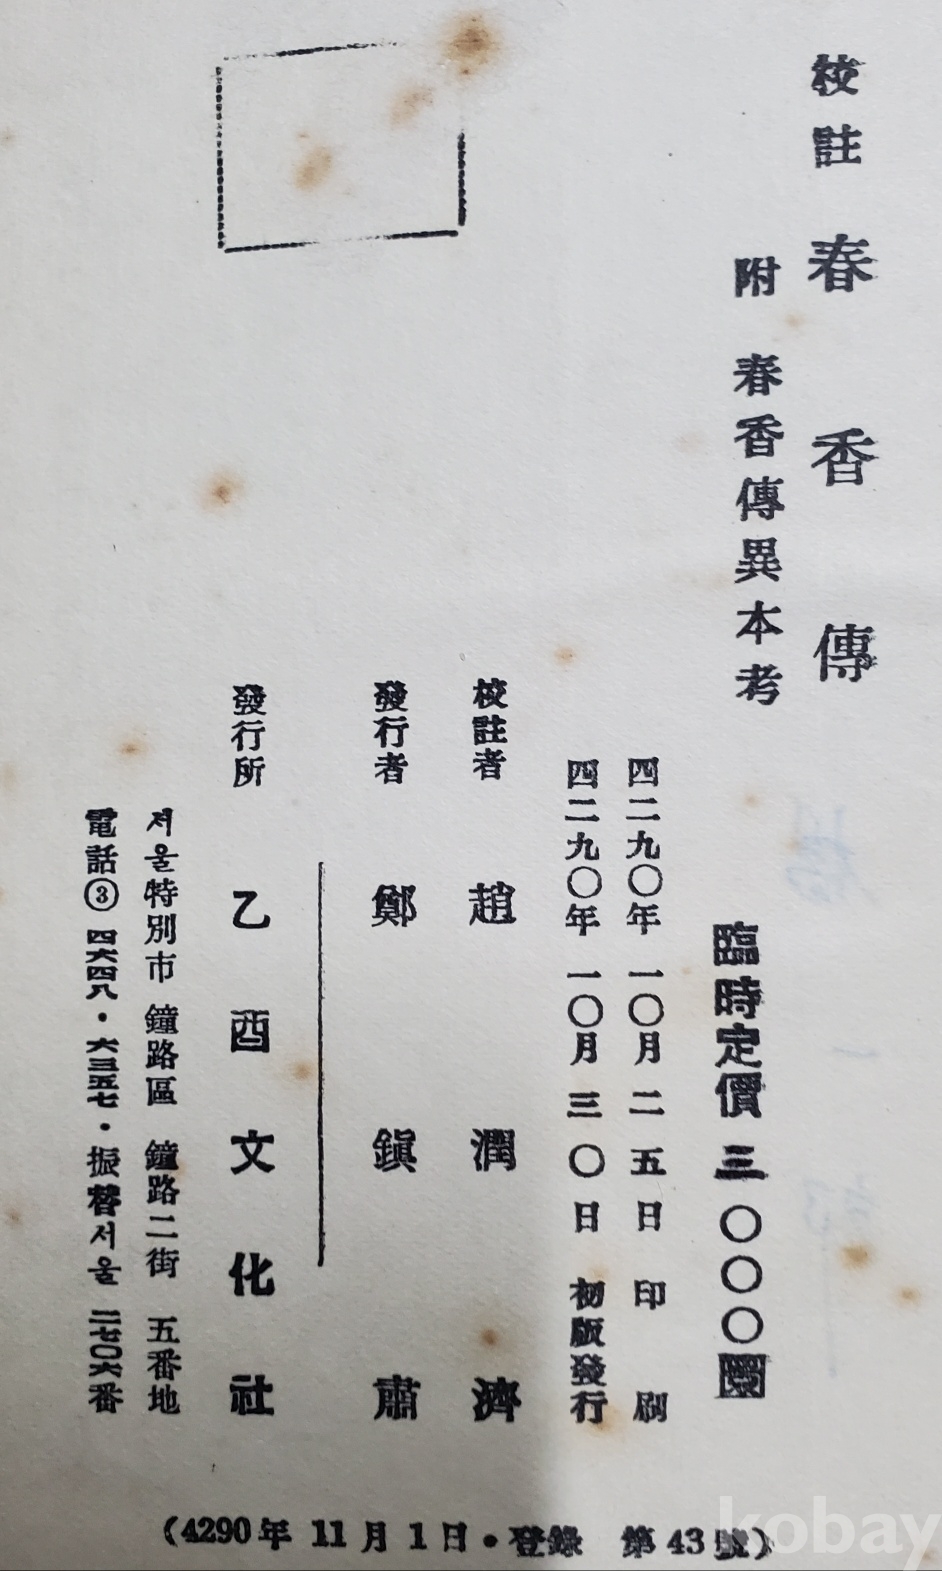 校註 春香傳
附 春香傳異本考
臨時定價 三〇〇〇圜
四二九〇年 一〇月 二五日 印刷
四二九〇年 一〇月 三〇日 初版發行
校註者 趙潤濟
發行者 鄭鎭肅
發行所 乙酉文化社
서울特別市 鐘路區 鐘路二街 五番地
電話③四六四八・六三五七・振替서울 二七〇六番
(4290年 11月 1日・登錄 第43號)
kobay